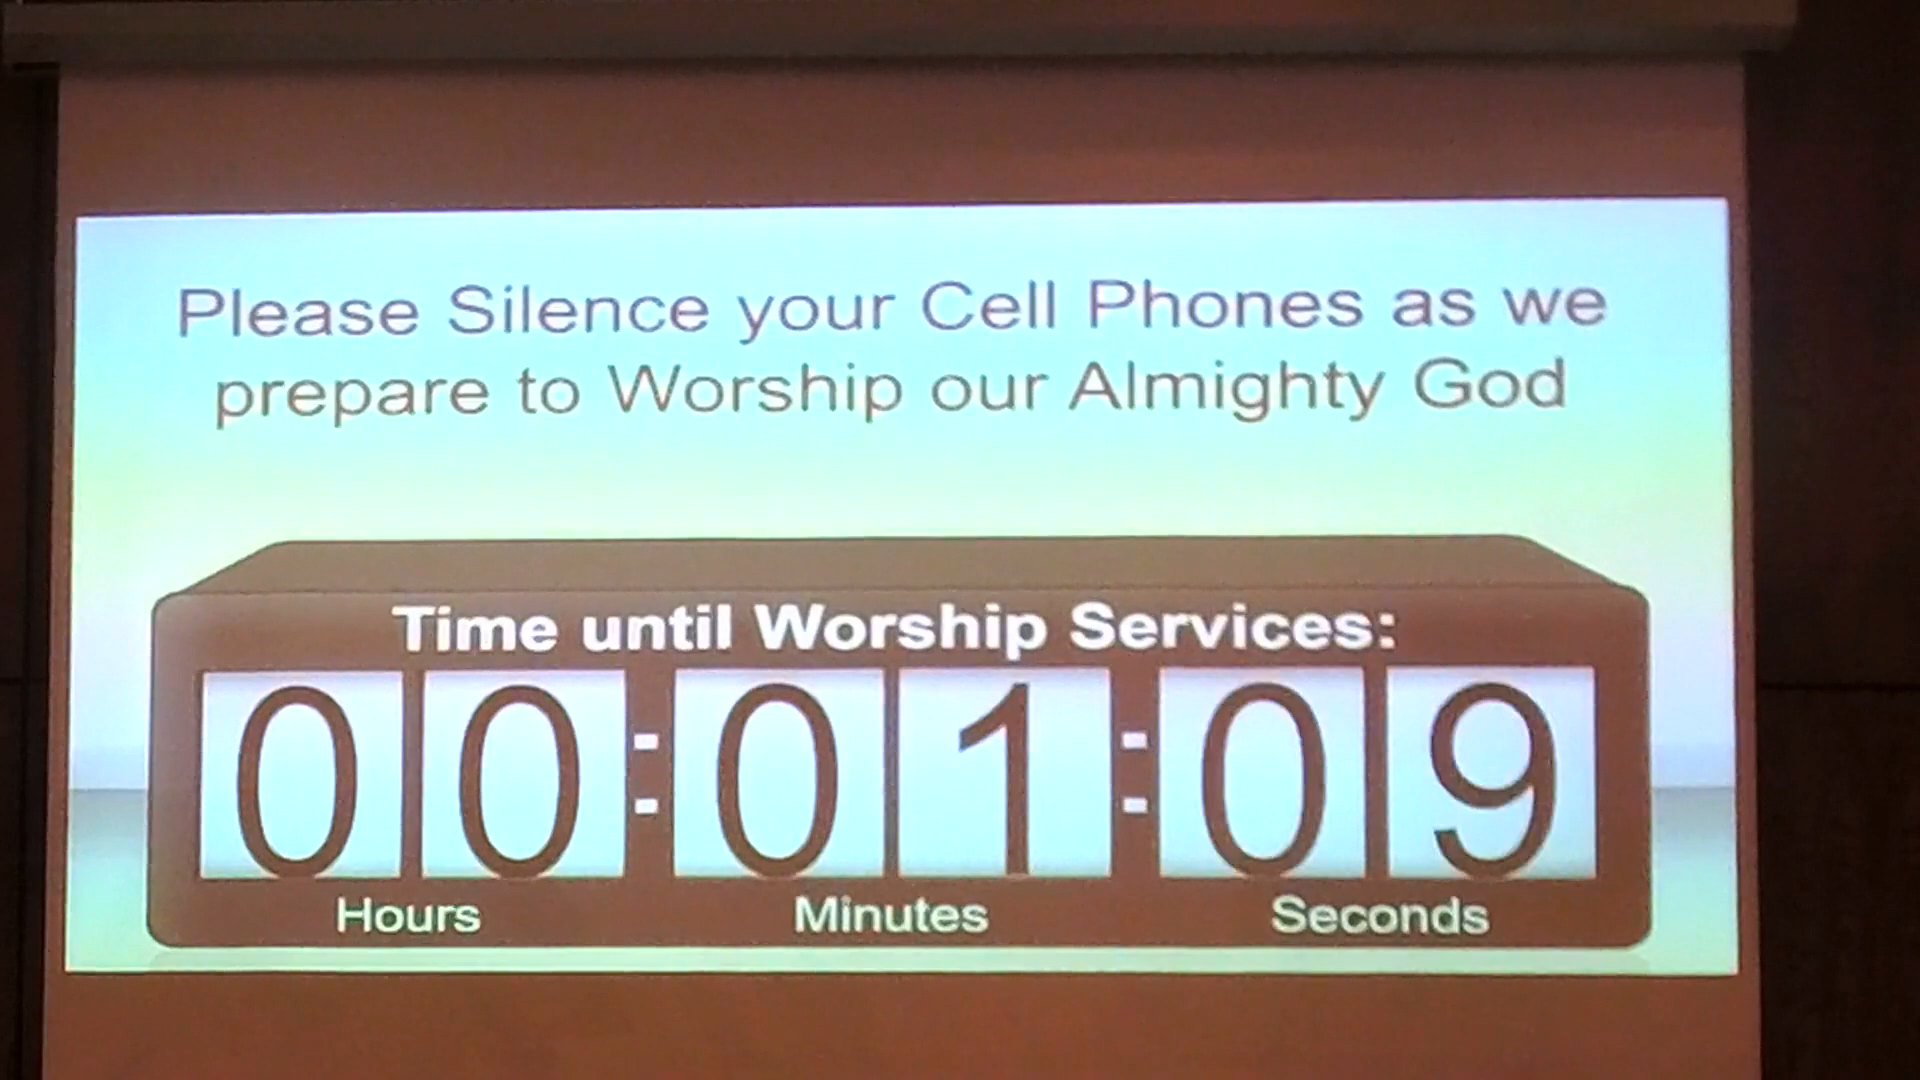 Please Silence your Cell Phones as we
prepare to Worship our Almighty God
Time until Worship Services:
00:01:09
Hours Minutes Seconds